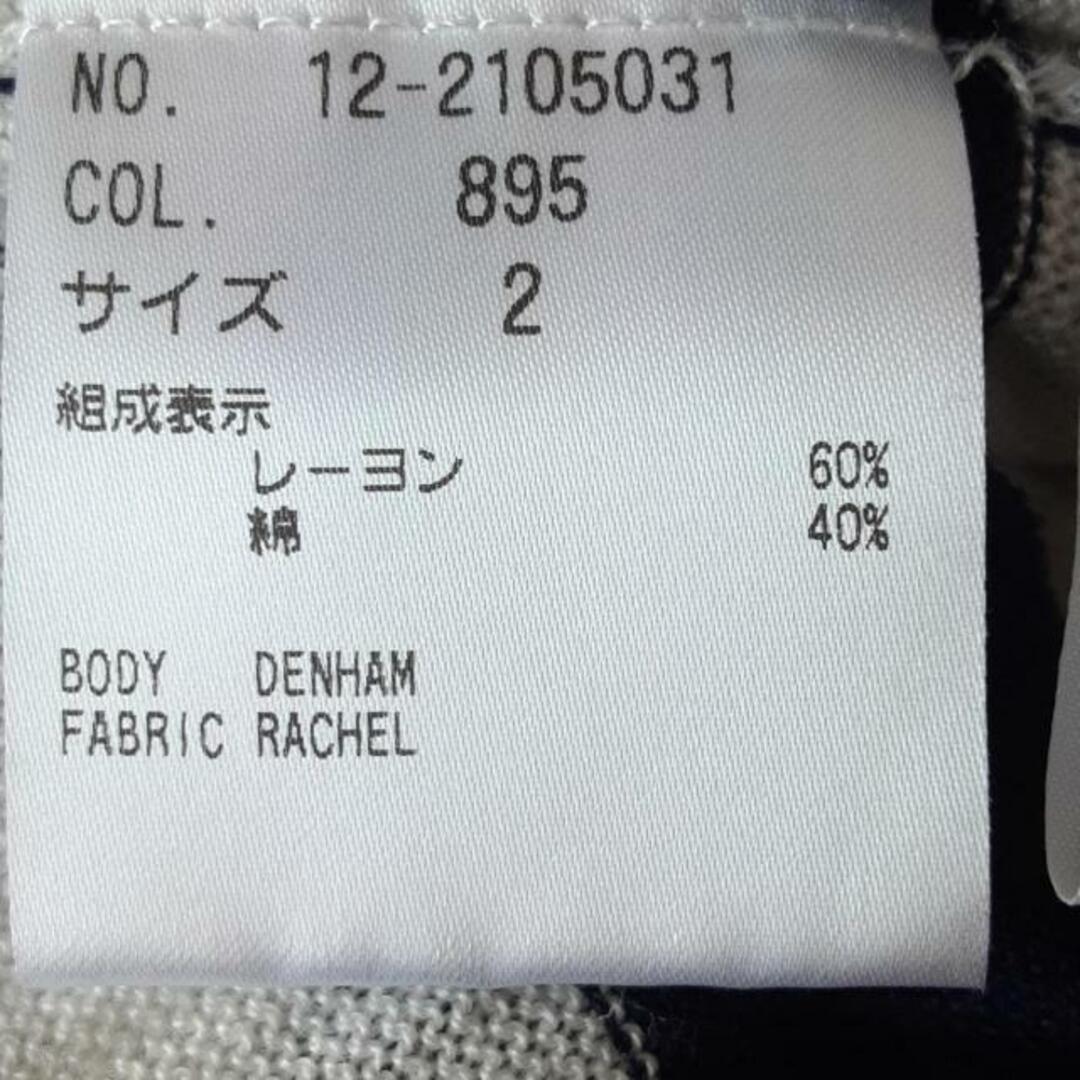 NO. 12-2105031
COL. 895
サイズ 2
組成表示
レーヨン 60%
綿 40%
BODY DENHAM
FABRIC RACHEL